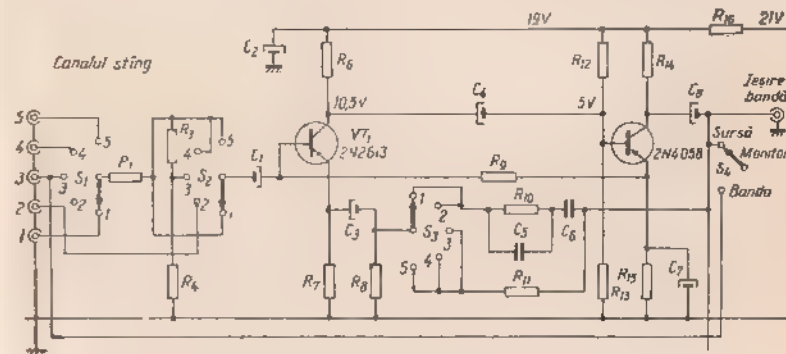 19V
R16
21V
C2
R6
R12
R14
Canalul stîng
10,5V
C4
5V
C8
Ieșire
bandă
5
4
3
2
1
R3
5
4
P1
S1
3
2
1
S2
3
4
5
2
1
C1
VT1
2N2613
R9
2N4058
Sursă
Monitor
S4
Banda
C3
1
2
S3
3
4
5
R10
C5
C6
R11
R4
R7
R8
R13
R15
C7